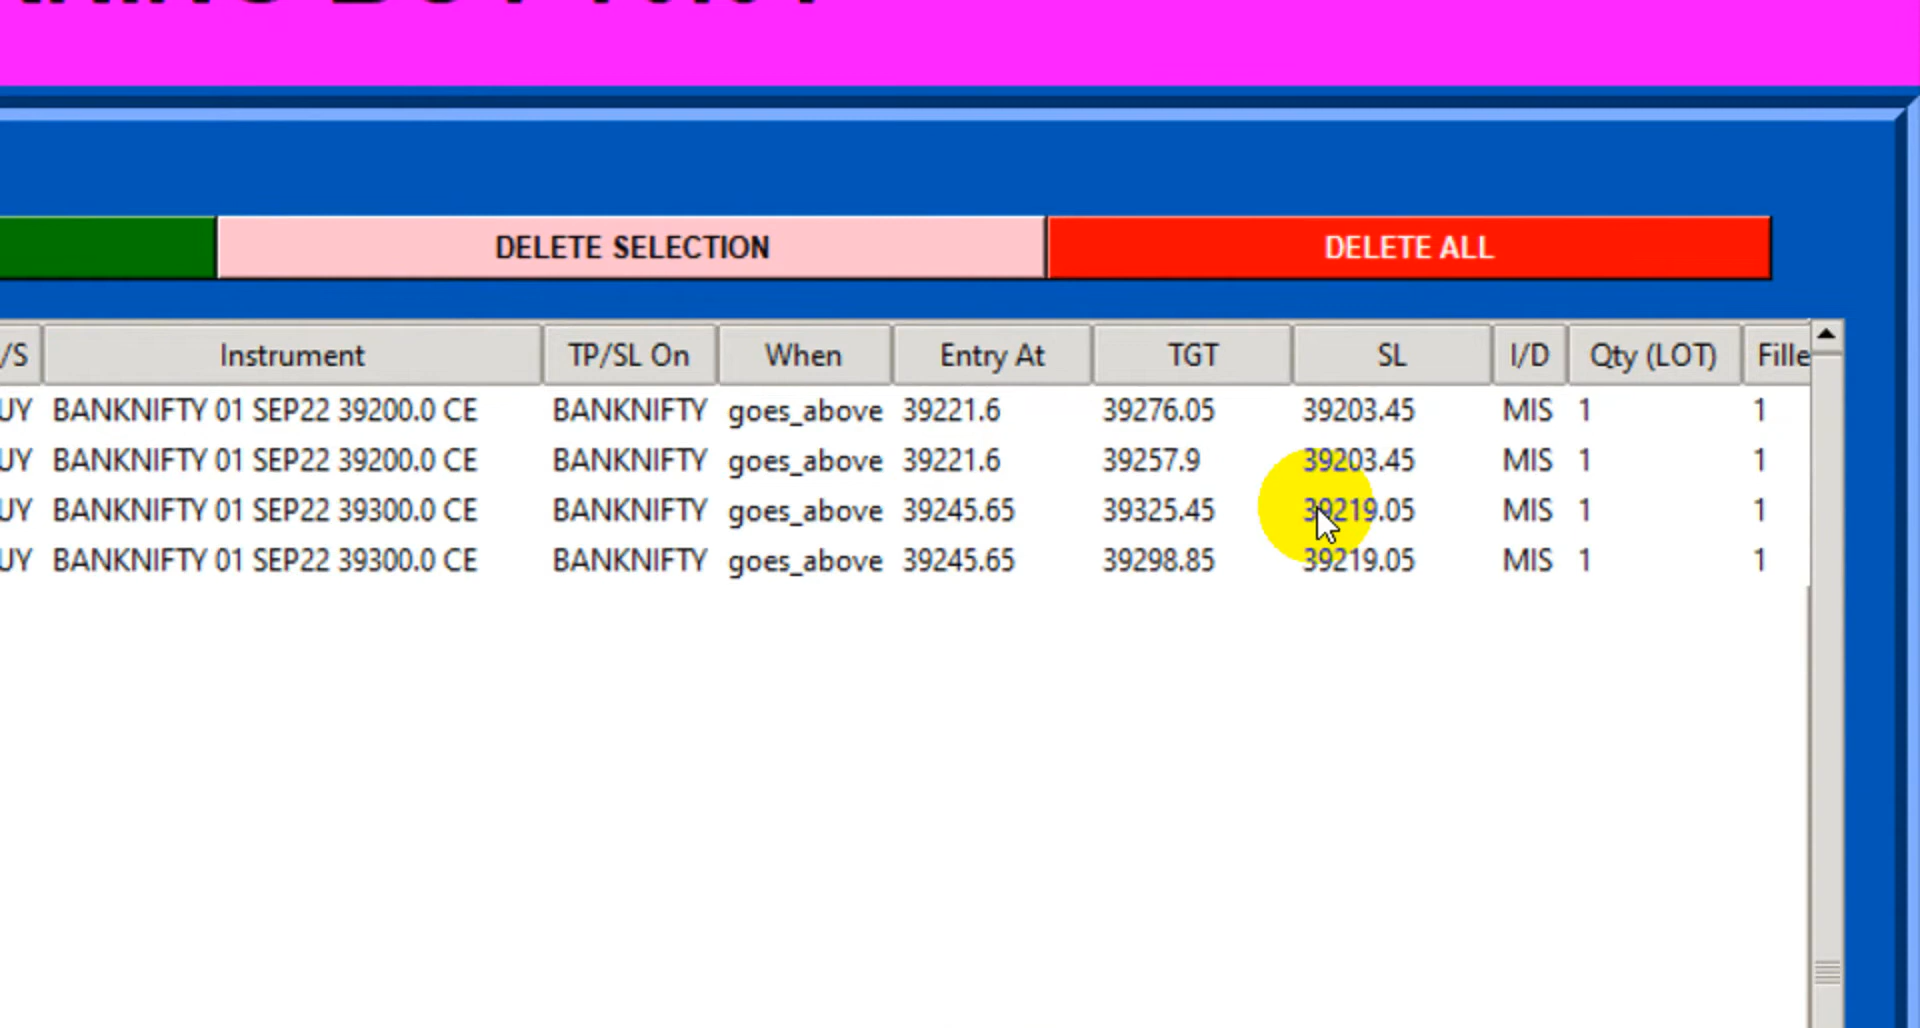 DELETE SELECTION DELETE ALL
/S Instrument TP/SL On When Entry At TGT SL I/D Qty (LOT) Fille
UY BANKNIFTY 01 SEP22 39200.0 CE BANKNIFTY goes_above 39221.6 39276.05 39203.45 MIS 1 1
UY BANKNIFTY 01 SEP22 39200.0 CE BANKNIFTY goes_above 39221.6 39257.9 39203.45 MIS 1 1
UY BANKNIFTY 01 SEP22 39300.0 CE BANKNIFTY goes_above 39245.65 39325.45 39219.05 MIS 1 1
UY BANKNIFTY 01 SEP22 39300.0 CE BANKNIFTY goes_above 39245.65 39298.85 39219.05 MIS 1 1